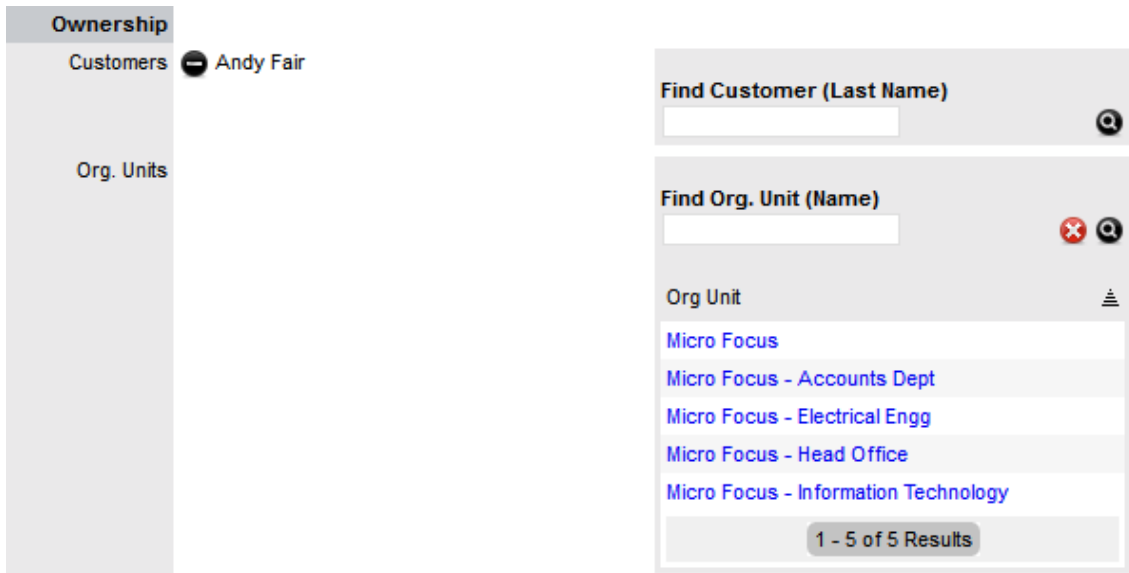 Ownership
Customers Andy Fair
Find Customer (Last Name)
Org. Units
Find Org. Unit (Name)
Org Unit
Micro Focus
Micro Focus - Accounts Dept
Micro Focus - Electrical Engg
Micro Focus - Head Office
Micro Focus - Information Technology
1 - 5 of 5 Results